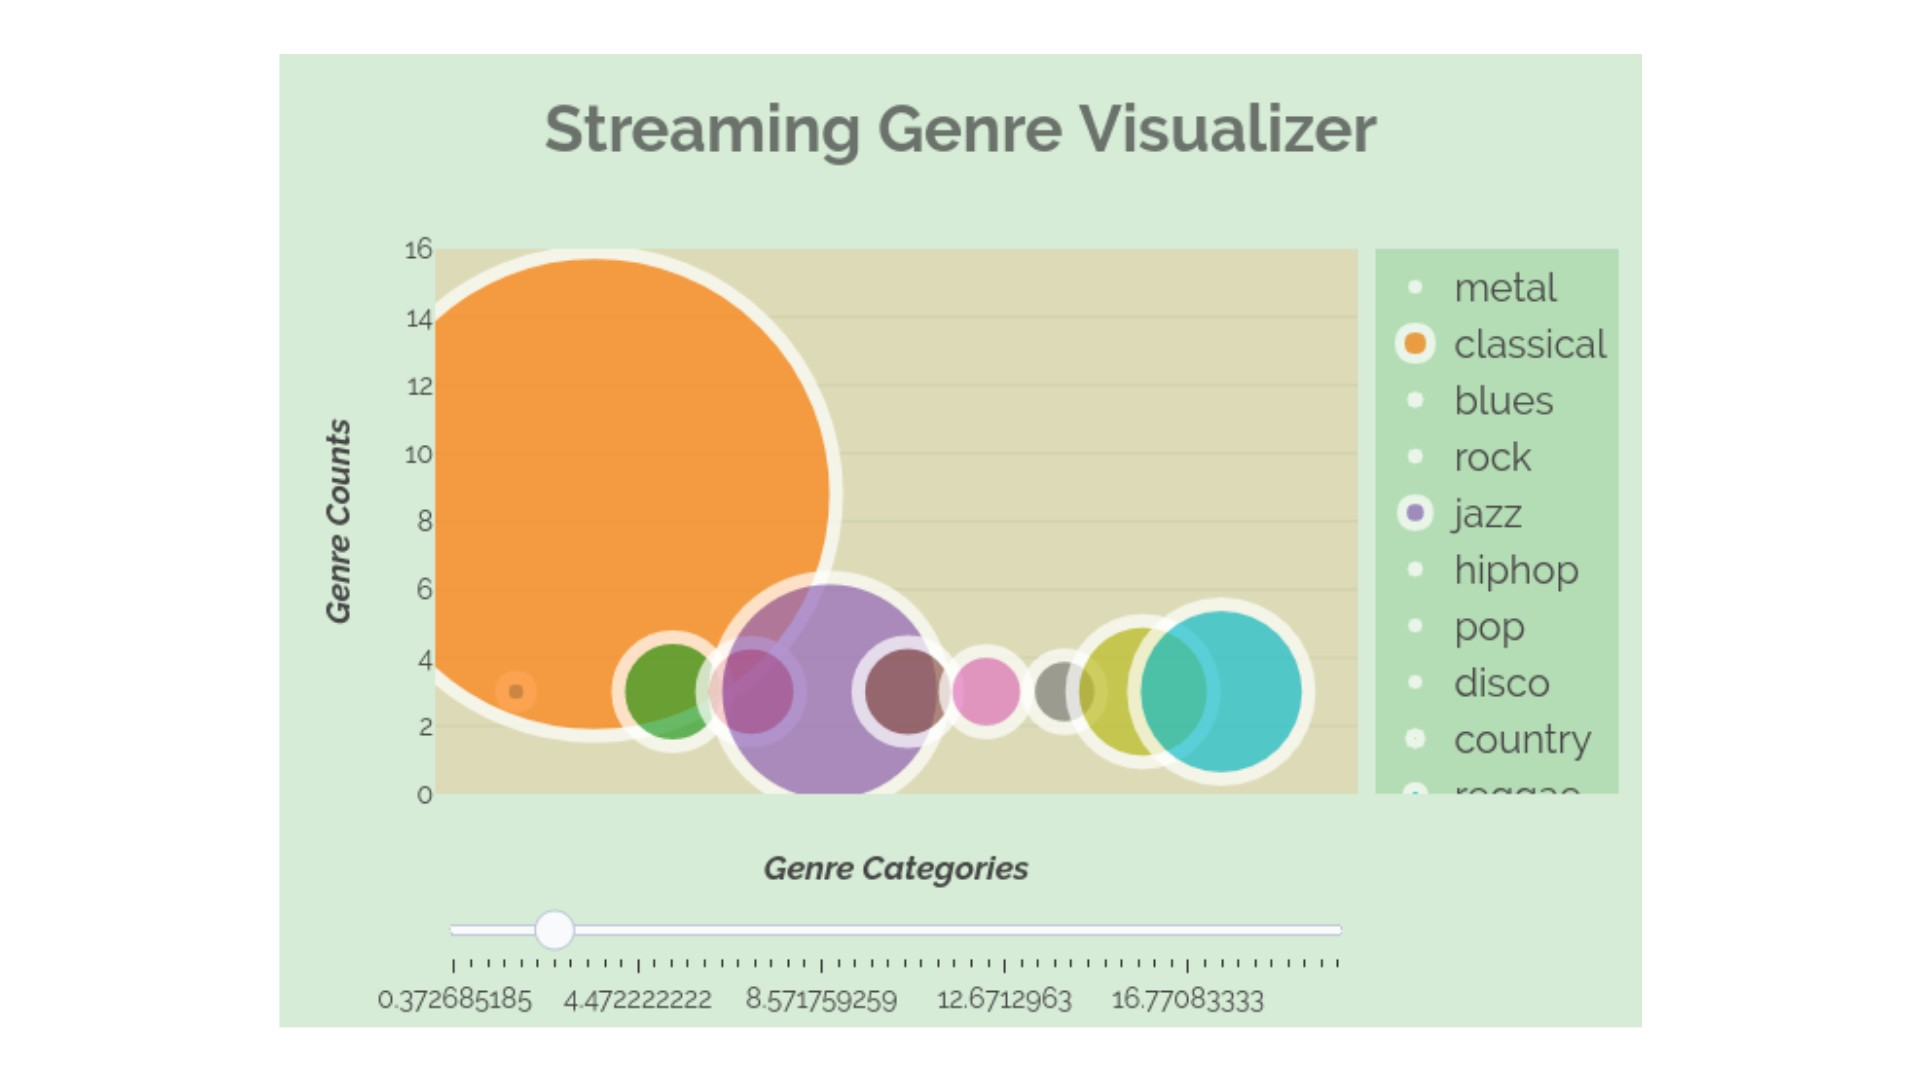 Streaming Genre Visualizer
16
14
12
10
8
6
4
2
0
Genre Counts
metal
classical
blues
rock
jazz
hiphop
pop
disco
country
reggae
Genre Categories
0.372685185 4.472222222 8.571759259 12.6712963 16.77083333